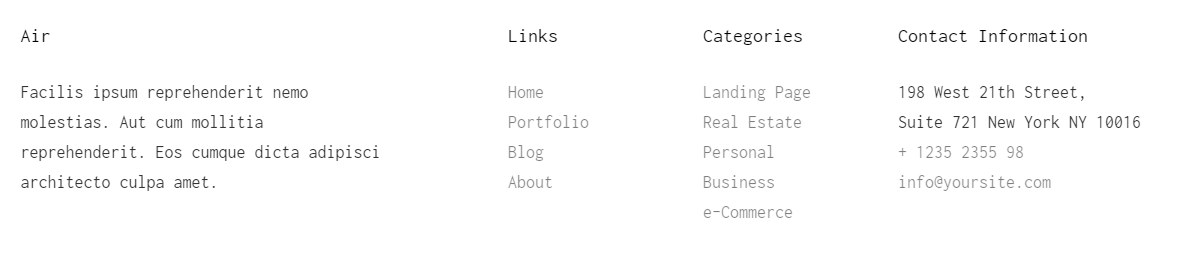 Air
Facilis ipsum reprehenderit nemo
molestias. Aut cum mollitia
reprehenderit. Eos cumque dicta adipisci
architecto culpa amet.
Links
Home
Portfolio
Blog
About
Categories
Landing Page
Real Estate
Personal
Business
e-Commerce
Contact Information
198 West 21th Street,
Suite 721 New York NY 10016
+ 1235 2355 98
info@yoursite.com